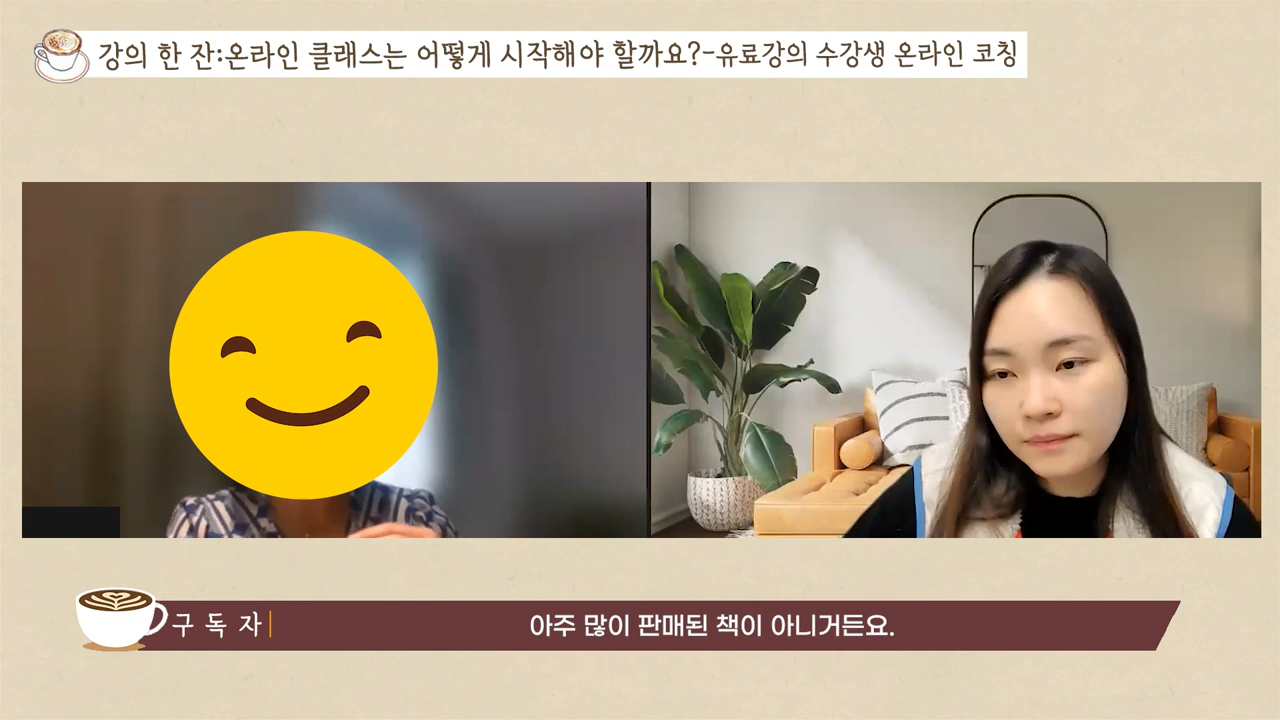 강의 한 잔:온라인 클래스는 어떻게 시작해야 할까요?-유료강의 수강생 온라인 코칭
구 독 자
아주 많이 판매된 책이 아니거든요.